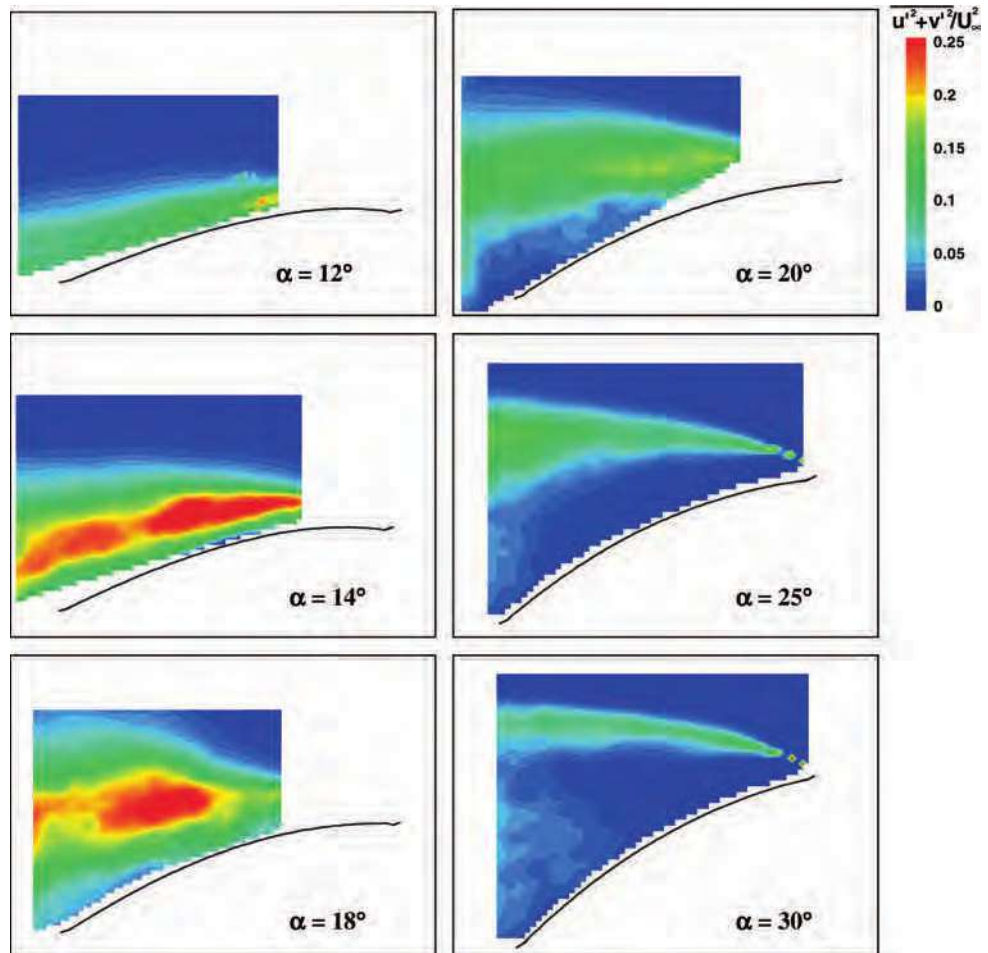 u'²+v'²/U²∞
0.25
0.2
0.15
0.1
0.05
0
α = 12°
α = 20°
α = 14°
α = 25°
α = 18°
α = 30°